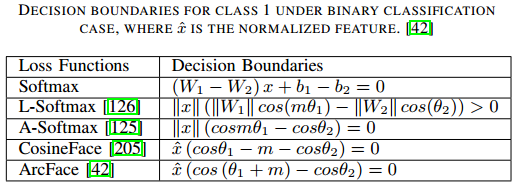 DECISION BOUNDARIES FOR CLASS 1 UNDER BINARY CLASSIFICATION
CASE, WHERE x̂ IS THE NORMALIZED FEATURE. [42]
Loss Functions Decision Boundaries
Softmax (W₁ − W₂) x + b₁ − b₂ = 0
L-Softmax [126] ‖x‖ (‖W₁‖ cos(mθ₁) − ‖W₂‖ cos(θ₂)) > 0
A-Softmax [125] ‖x‖ (cosmθ₁ − cosθ₂) = 0
CosineFace [205] x̂ (cosθ₁ − m − cosθ₂) = 0
ArcFace [42] x̂ (cos (θ₁ + m) − cosθ₂) = 0